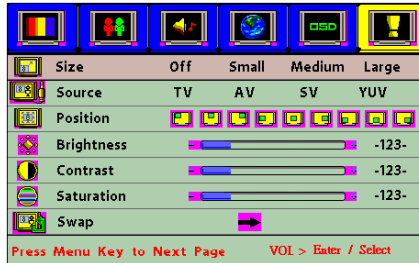 OSD
Size Off Small Medium Large
Source TV AV SV YUV
Position
Brightness -123-
Contrast -123-
Saturation -123-
Swap
Press Menu Key to Next Page VOL > Enter / Select